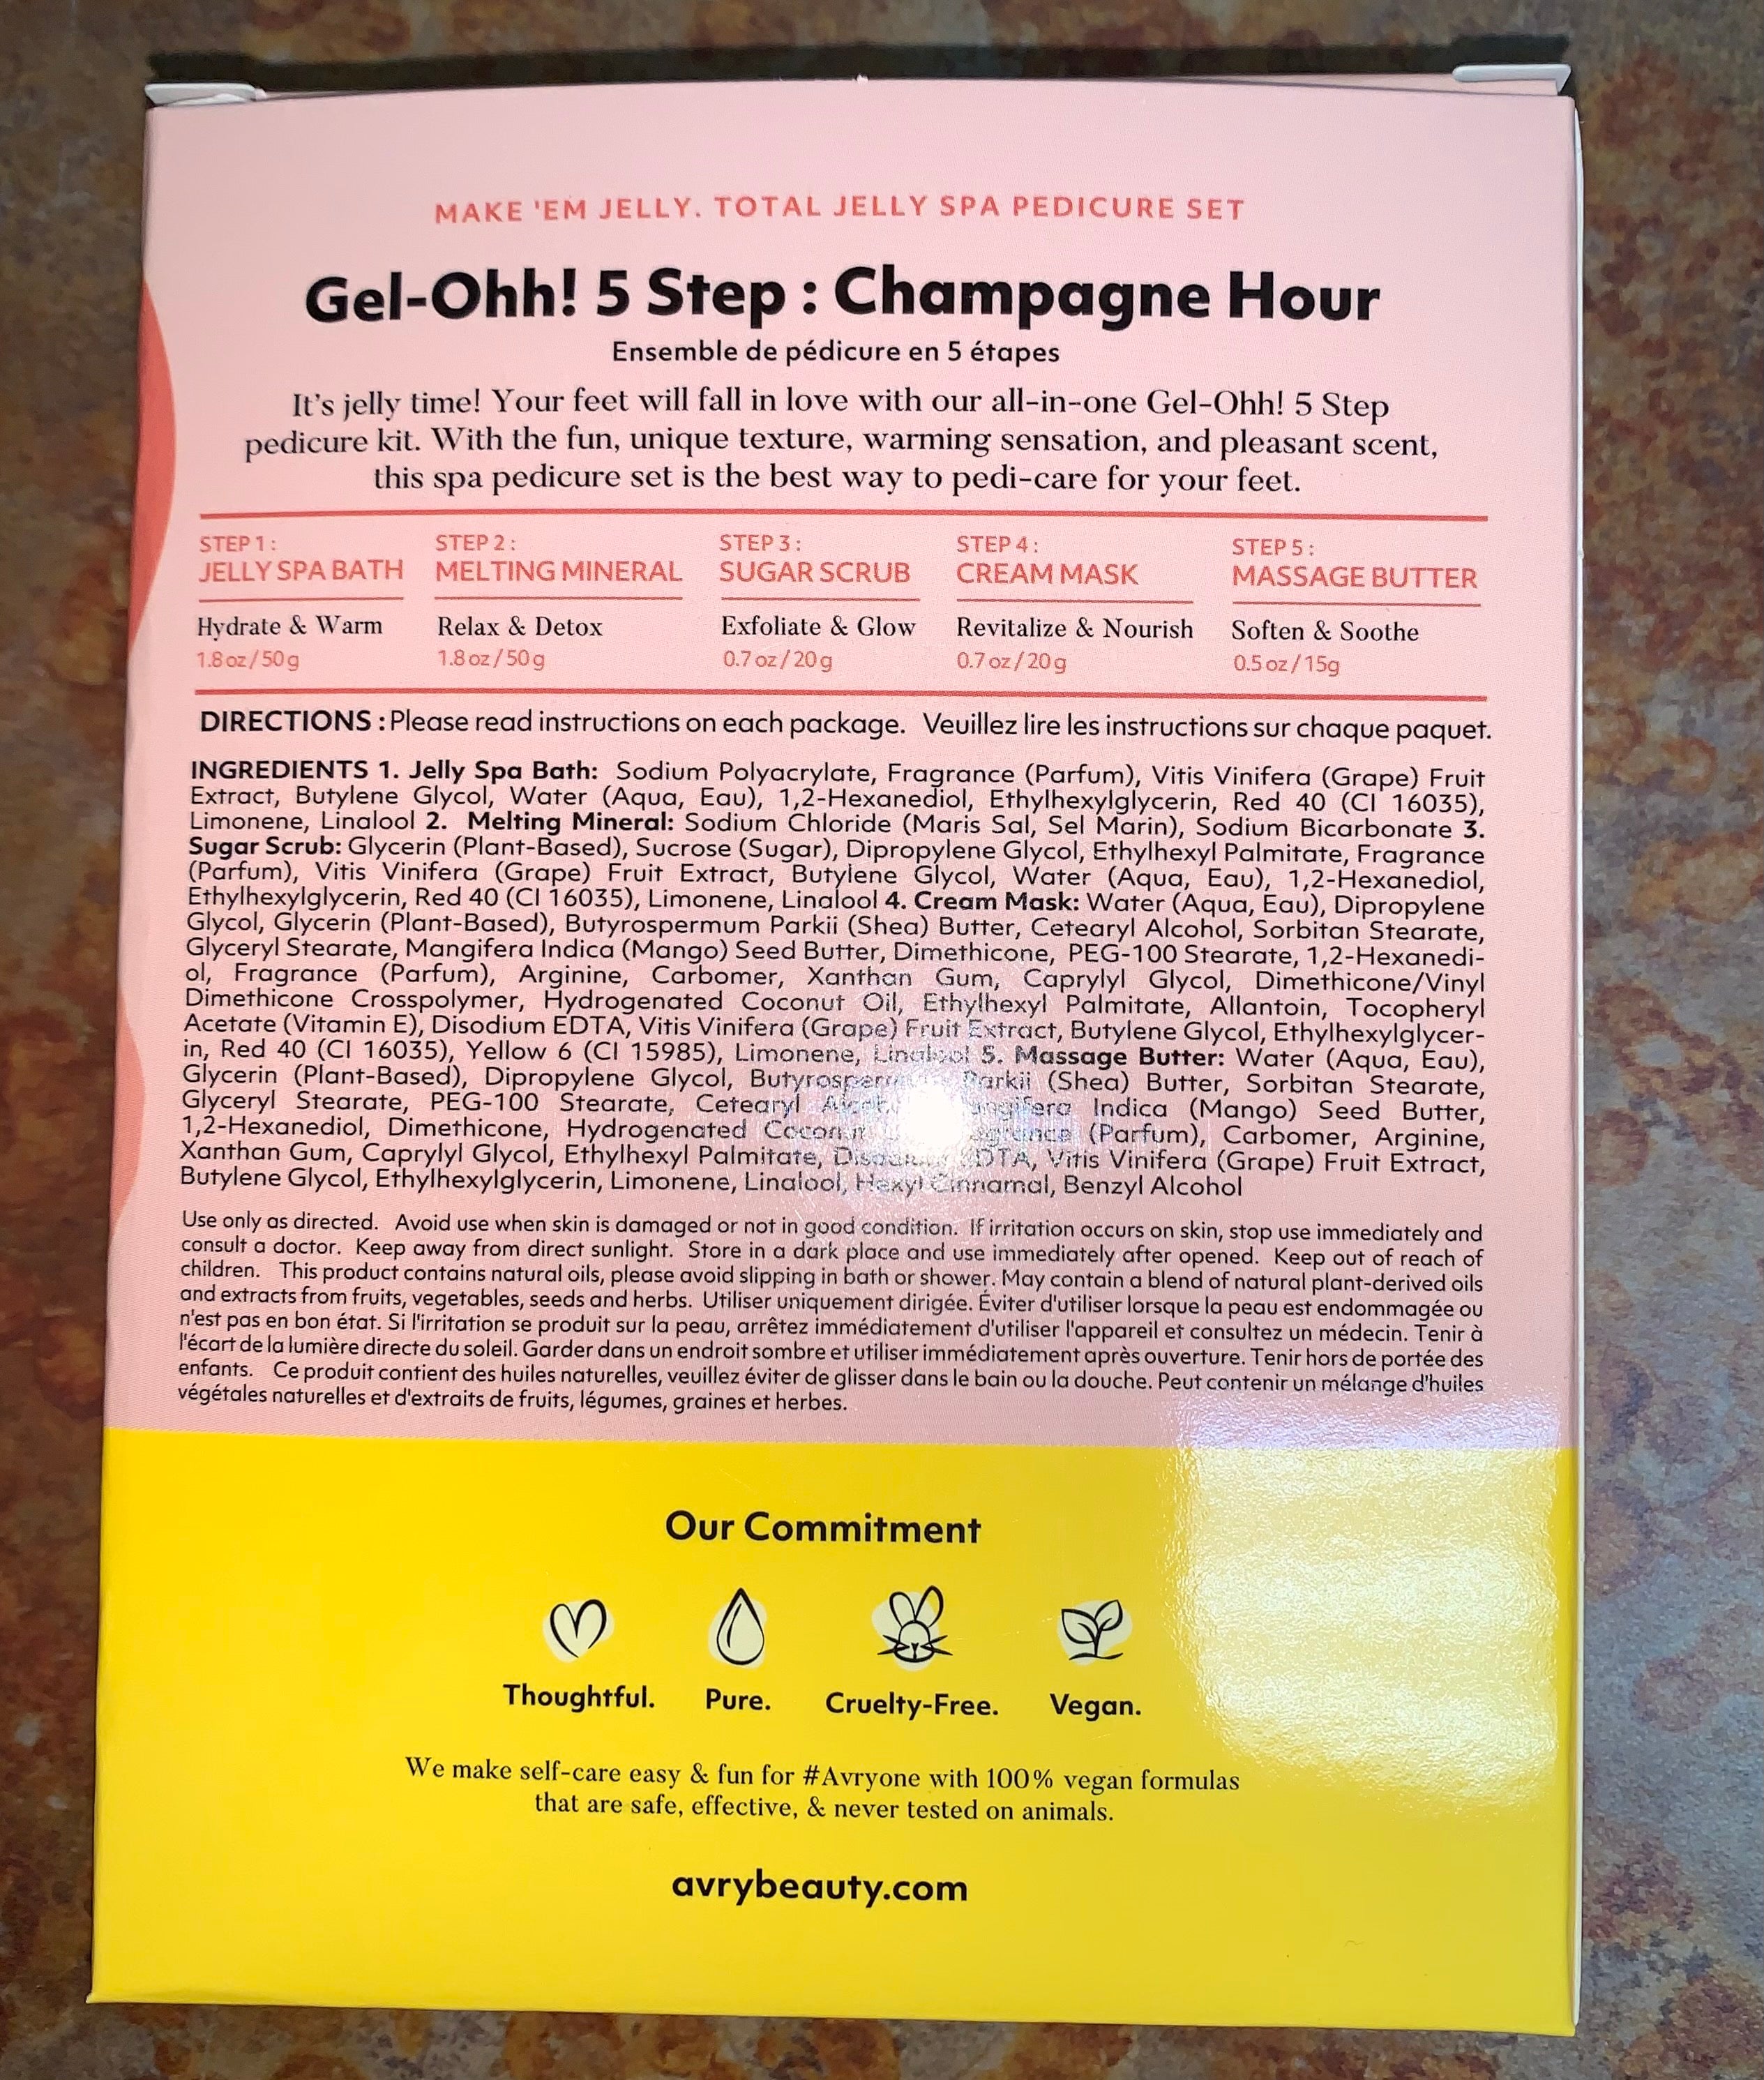 MAKE 'EM JELLY. TOTAL JELLY SPA PEDICURE SET
Gel-Ohh! 5 Step : Champagne Hour
Ensemble de pédicure en 5 étapes
It's jelly time! Your feet will fall in love with our all-in-one Gel-Ohh! 5 Step
pedicure kit. With the fun, unique texture, warming sensation, and pleasant scent,
this spa pedicure set is the best way to pedi-care for your feet.
STEP 1 :
JELLY SPA BATH
Hydrate & Warm
1.8 oz / 50 g
STEP 2 :
MELTING MINERAL
Relax & Detox
1.8 oz / 50 g
STEP 3 :
SUGAR SCRUB
Exfoliate & Glow
0.7 oz / 20 g
STEP 4 :
CREAM MASK
Revitalize & Nourish
0.7 oz / 20 g
STEP 5 :
MASSAGE BUTTER
Soften & Soothe
0.5 oz / 15g
DIRECTIONS : Please read instructions on each package. Veuillez lire les instructions sur chaque paquet.
INGREDIENTS 1. Jelly Spa Bath: Sodium Polyacrylate, Fragrance (Parfum), Vitis Vinifera (Grape) Fruit
Extract, Butylene Glycol, Water (Aqua, Eau), 1,2-Hexanediol, Ethylhexylglycerin, Red 40 (CI 16035),
Limonene, Linalool 2. Melting Mineral: Sodium Chloride (Maris Sal, Sel Marin), Sodium Bicarbonate 3.
Sugar Scrub: Glycerin (Plant-Based), Sucrose (Sugar), Dipropylene Glycol, Ethylhexyl Palmitate, Fragrance
(Parfum), Vitis Vinifera (Grape) Fruit Extract, Butylene Glycol, Water (Aqua, Eau), 1,2-Hexanediol,
Ethylhexylglycerin, Red 40 (CI 16035), Limonene, Linalool 4. Cream Mask: Water (Aqua, Eau), Dipropylene
Glycol, Glycerin (Plant-Based), Butyrospermum Parkii (Shea) Butter, Cetearyl Alcohol, Sorbitan Stearate,
Glyceryl Stearate, Mangifera Indica (Mango) Seed Butter, Dimethicone, PEG-100 Stearate, 1,2-Hexanedi-
ol, Fragrance (Parfum), Arginine, Carbomer, Xanthan Gum, Caprylyl Glycol, Dimethicone/Vinyl
Dimethicone Crosspolymer, Hydrogenated Coconut Oil, Ethylhexyl Palmitate, Allantoin, Tocopheryl
Acetate (Vitamin E), Disodium EDTA, Vitis Vinifera (Grape) Fruit Extract, Butylene Glycol, Ethylhexylglycer-
in, Red 40 (CI 16035), Yellow 6 (CI 15985), Limonene, Linalool 5. Massage Butter: Water (Aqua, Eau),
Glycerin (Plant-Based), Dipropylene Glycol, Parkii (Shea) Butter, Sorbitan Stearate,
Glyceryl Stearate, PEG-100 Stearate, Cetearyl Indica (Mango) Seed Butter,
1,2-Hexanediol, Dimethicone, Hydrogenated (Parfum), Carbomer, Arginine,
Xanthan Gum, Caprylyl Glycol, Ethylhexyl Palmitate, EDTA, Vitis Vinifera (Grape) Fruit Extract,
Butylene Glycol, Ethylhexylglycerin, Limonene, Linalool, Hexyl Cinnamal, Benzyl Alcohol
Use only as directed. Avoid use when skin is damaged or not in good condition. If irritation occurs on skin, stop use immediately and
consult a doctor. Keep away from direct sunlight. Store in a dark place and use immediately after opened. Keep out of reach of
children. This product contains natural oils, please avoid slipping in bath or shower. May contain a blend of natural plant-derived oils
and extracts from fruits, vegetables, seeds and herbs. Utiliser uniquement dirigée. Éviter d'utiliser lorsque la peau est endommagée ou
n'est pas en bon état. Si l'irritation se produit sur la peau, arrêtez immédiatement d'utiliser l'appareil et consultez un médecin. Tenir à
l'écart de la lumière directe du soleil. Garder dans un endroit sombre et utiliser immédiatement après ouverture. Tenir hors de portée des
enfants. Ce produit contient des huiles naturelles, veuillez éviter de glisser dans le bain ou la douche. Peut contenir un mélange d'huiles
végétales naturelles et d'extraits de fruits, légumes, graines et herbes.
Our Commitment
Thoughtful. Pure. Cruelty-Free. Vegan.
We make self-care easy & fun for #Avryone with 100% vegan formulas
that are safe, effective, & never tested on animals.
avrybeauty.com